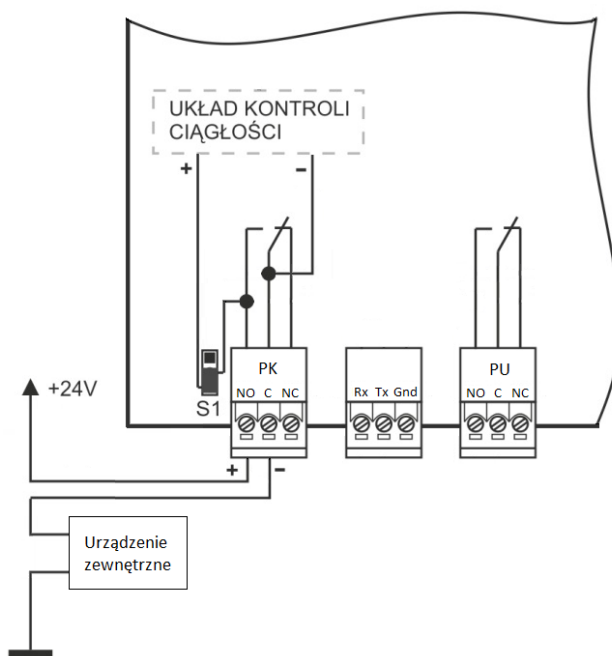 UKŁAD KONTROLI
CIĄGŁOŚCI
+ -
PK
NO C NC
Rx Tx Gnd
PU
NO C NC
S1
+24V
+ -
Urządzenie
zewnętrzne